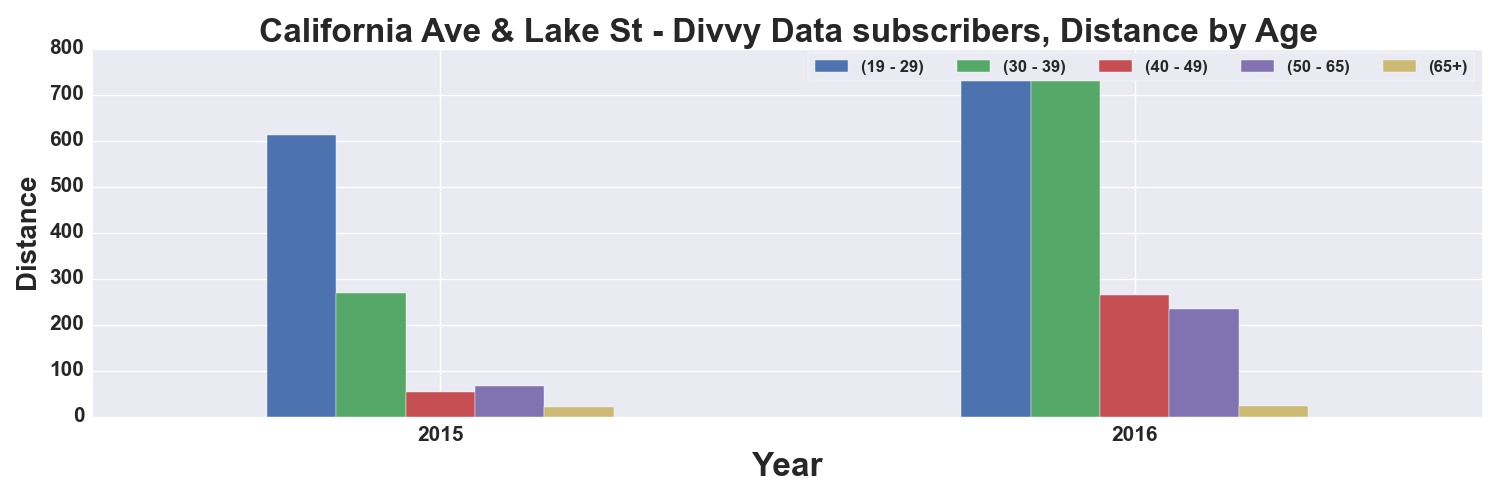 California Ave & Lake St - Divvy Data subscribers, Distance by Age
800
700
600
500
400
300
200
100
0
Distance
(19 - 29) (30 - 39) (40 - 49) (50 - 65) (65+)
2015 2016
Year